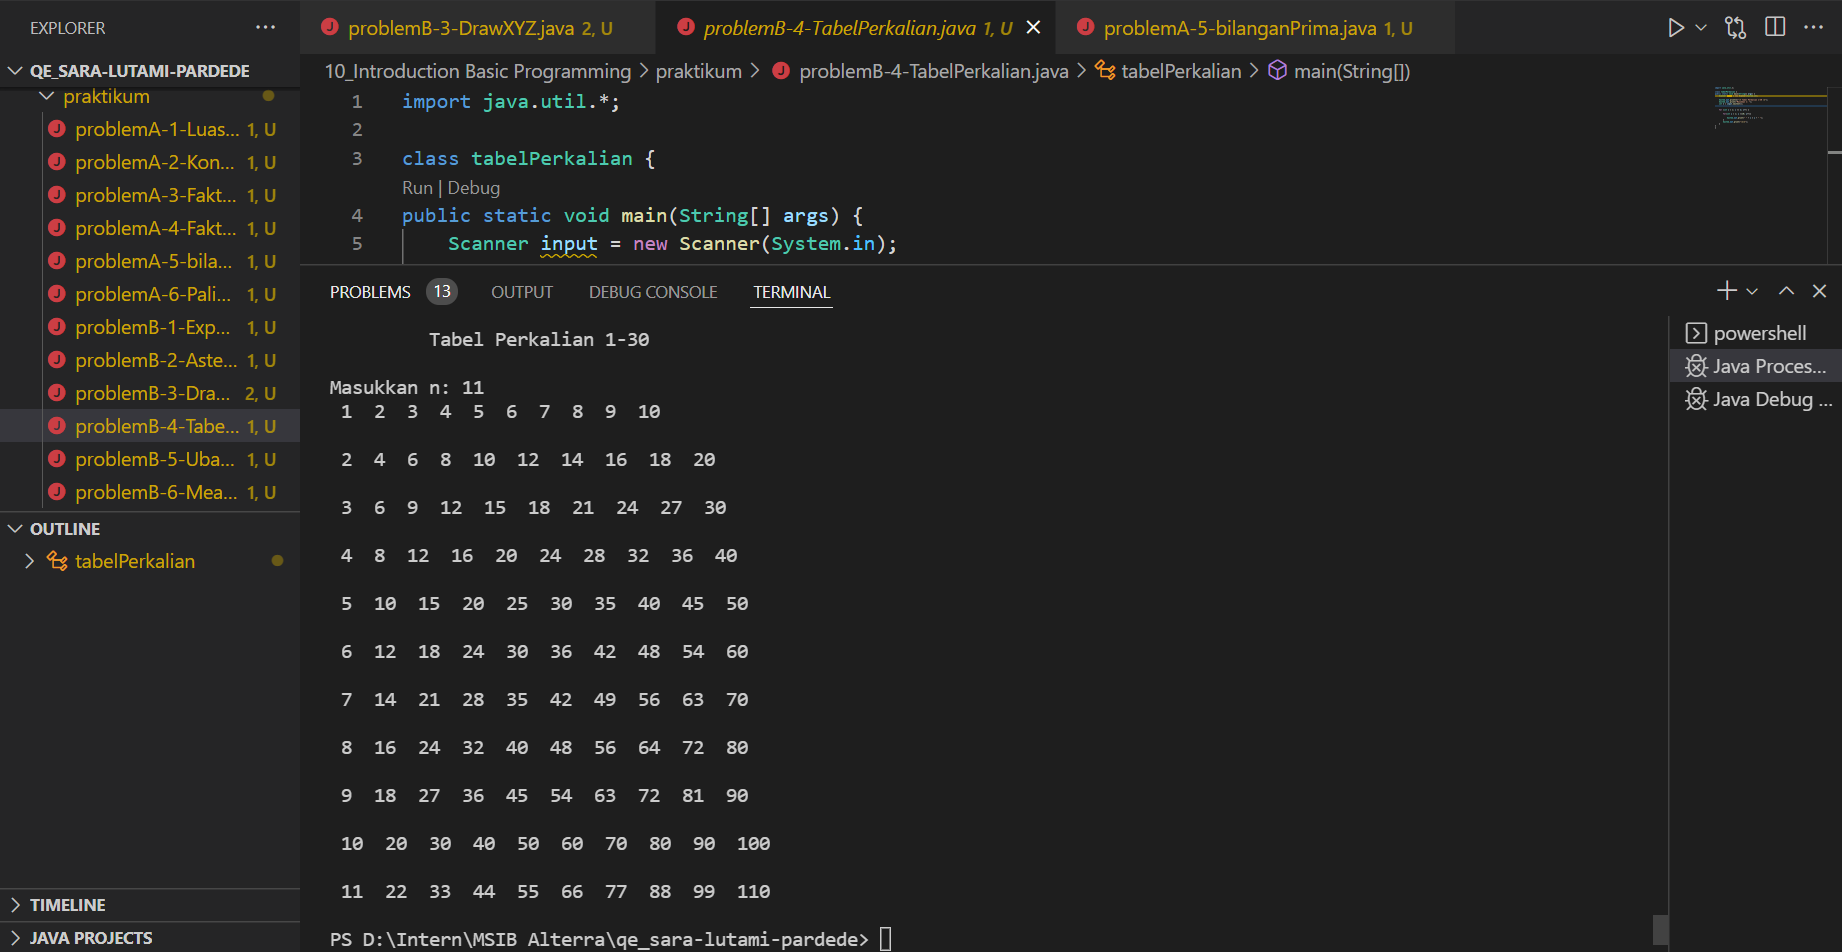 EXPLORER
QE_SARA-LUTAMI-PARDEDE
praktikum
problemA-1-Luas... 1, U
problemA-2-Kon... 1, U
problemA-3-Fakt... 1, U
problemA-4-Fakt... 1, U
problemA-5-bila... 1, U
problemA-6-Pali... 1, U
problemB-1-Exp... 1, U
problemB-2-Aste... 1, U
problemB-3-Dra... 2, U
problemB-4-Tabe... 1, U
problemB-5-Uba... 1, U
problemB-6-Mea... 1, U
OUTLINE
tabelPerkalian
TIMELINE
JAVA PROJECTS
problemB-3-DrawXYZ.java 2, U
problemB-4-TabelPerkalian.java 1, U
problemA-5-bilanganPrima.java 1, U
10_Introduction Basic Programming > praktikum > problemB-4-TabelPerkalian.java > tabelPerkalian > main(String[])
1 import java.util.*;
2
3 class tabelPerkalian {
Run | Debug
4 public static void main(String[] args) {
5 Scanner input = new Scanner(System.in);
PROBLEMS 13 OUTPUT DEBUG CONSOLE TERMINAL
Tabel Perkalian 1-30
Masukkan n: 11
1 2 3 4 5 6 7 8 9 10
2 4 6 8 10 12 14 16 18 20
3 6 9 12 15 18 21 24 27 30
4 8 12 16 20 24 28 32 36 40
5 10 15 20 25 30 35 40 45 50
6 12 18 24 30 36 42 48 54 60
7 14 21 28 35 42 49 56 63 70
8 16 24 32 40 48 56 64 72 80
9 18 27 36 45 54 63 72 81 90
10 20 30 40 50 60 70 80 90 100
11 22 33 44 55 66 77 88 99 110
PS D:\Intern\MSIB Alterra\qe_sara-lutami-pardede>
powershell
Java Proces...
Java Debug ...